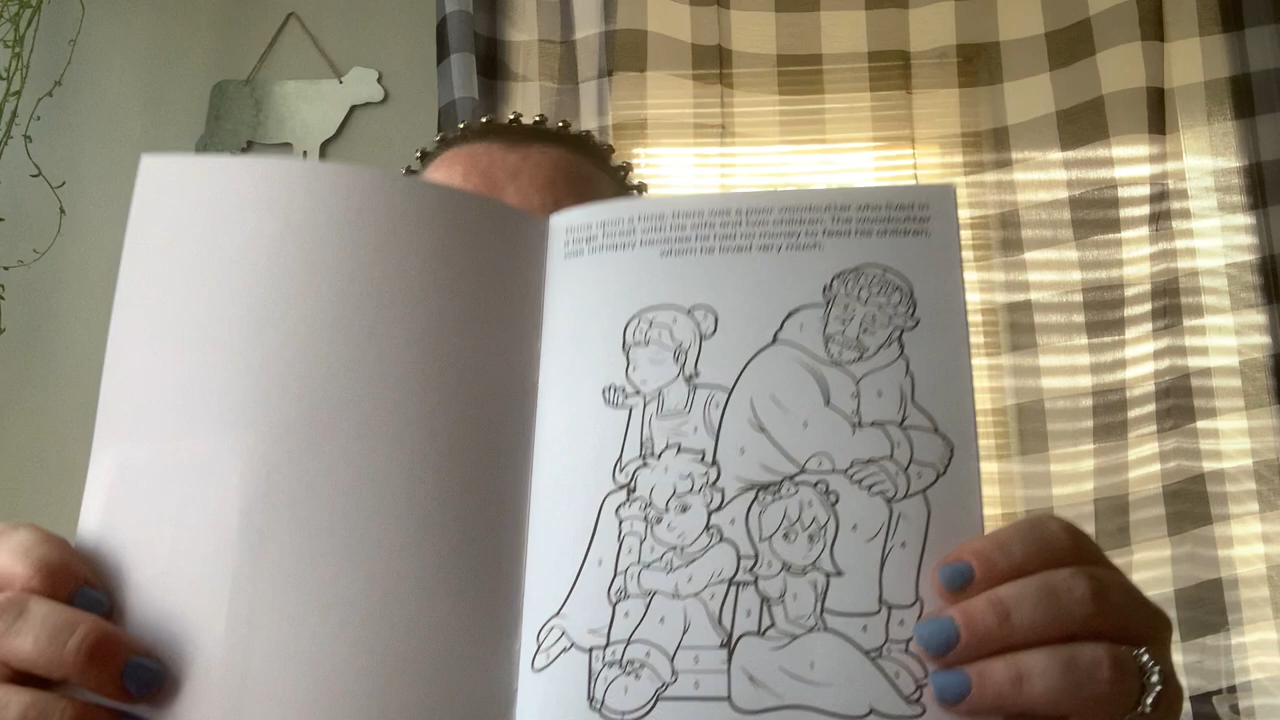 Once upon a time, there was a poor woodcutter who lived in
a large forest with his wife and two children. The woodcutter
was unhappy because he had no money to feed his children,
whom he loved very much.